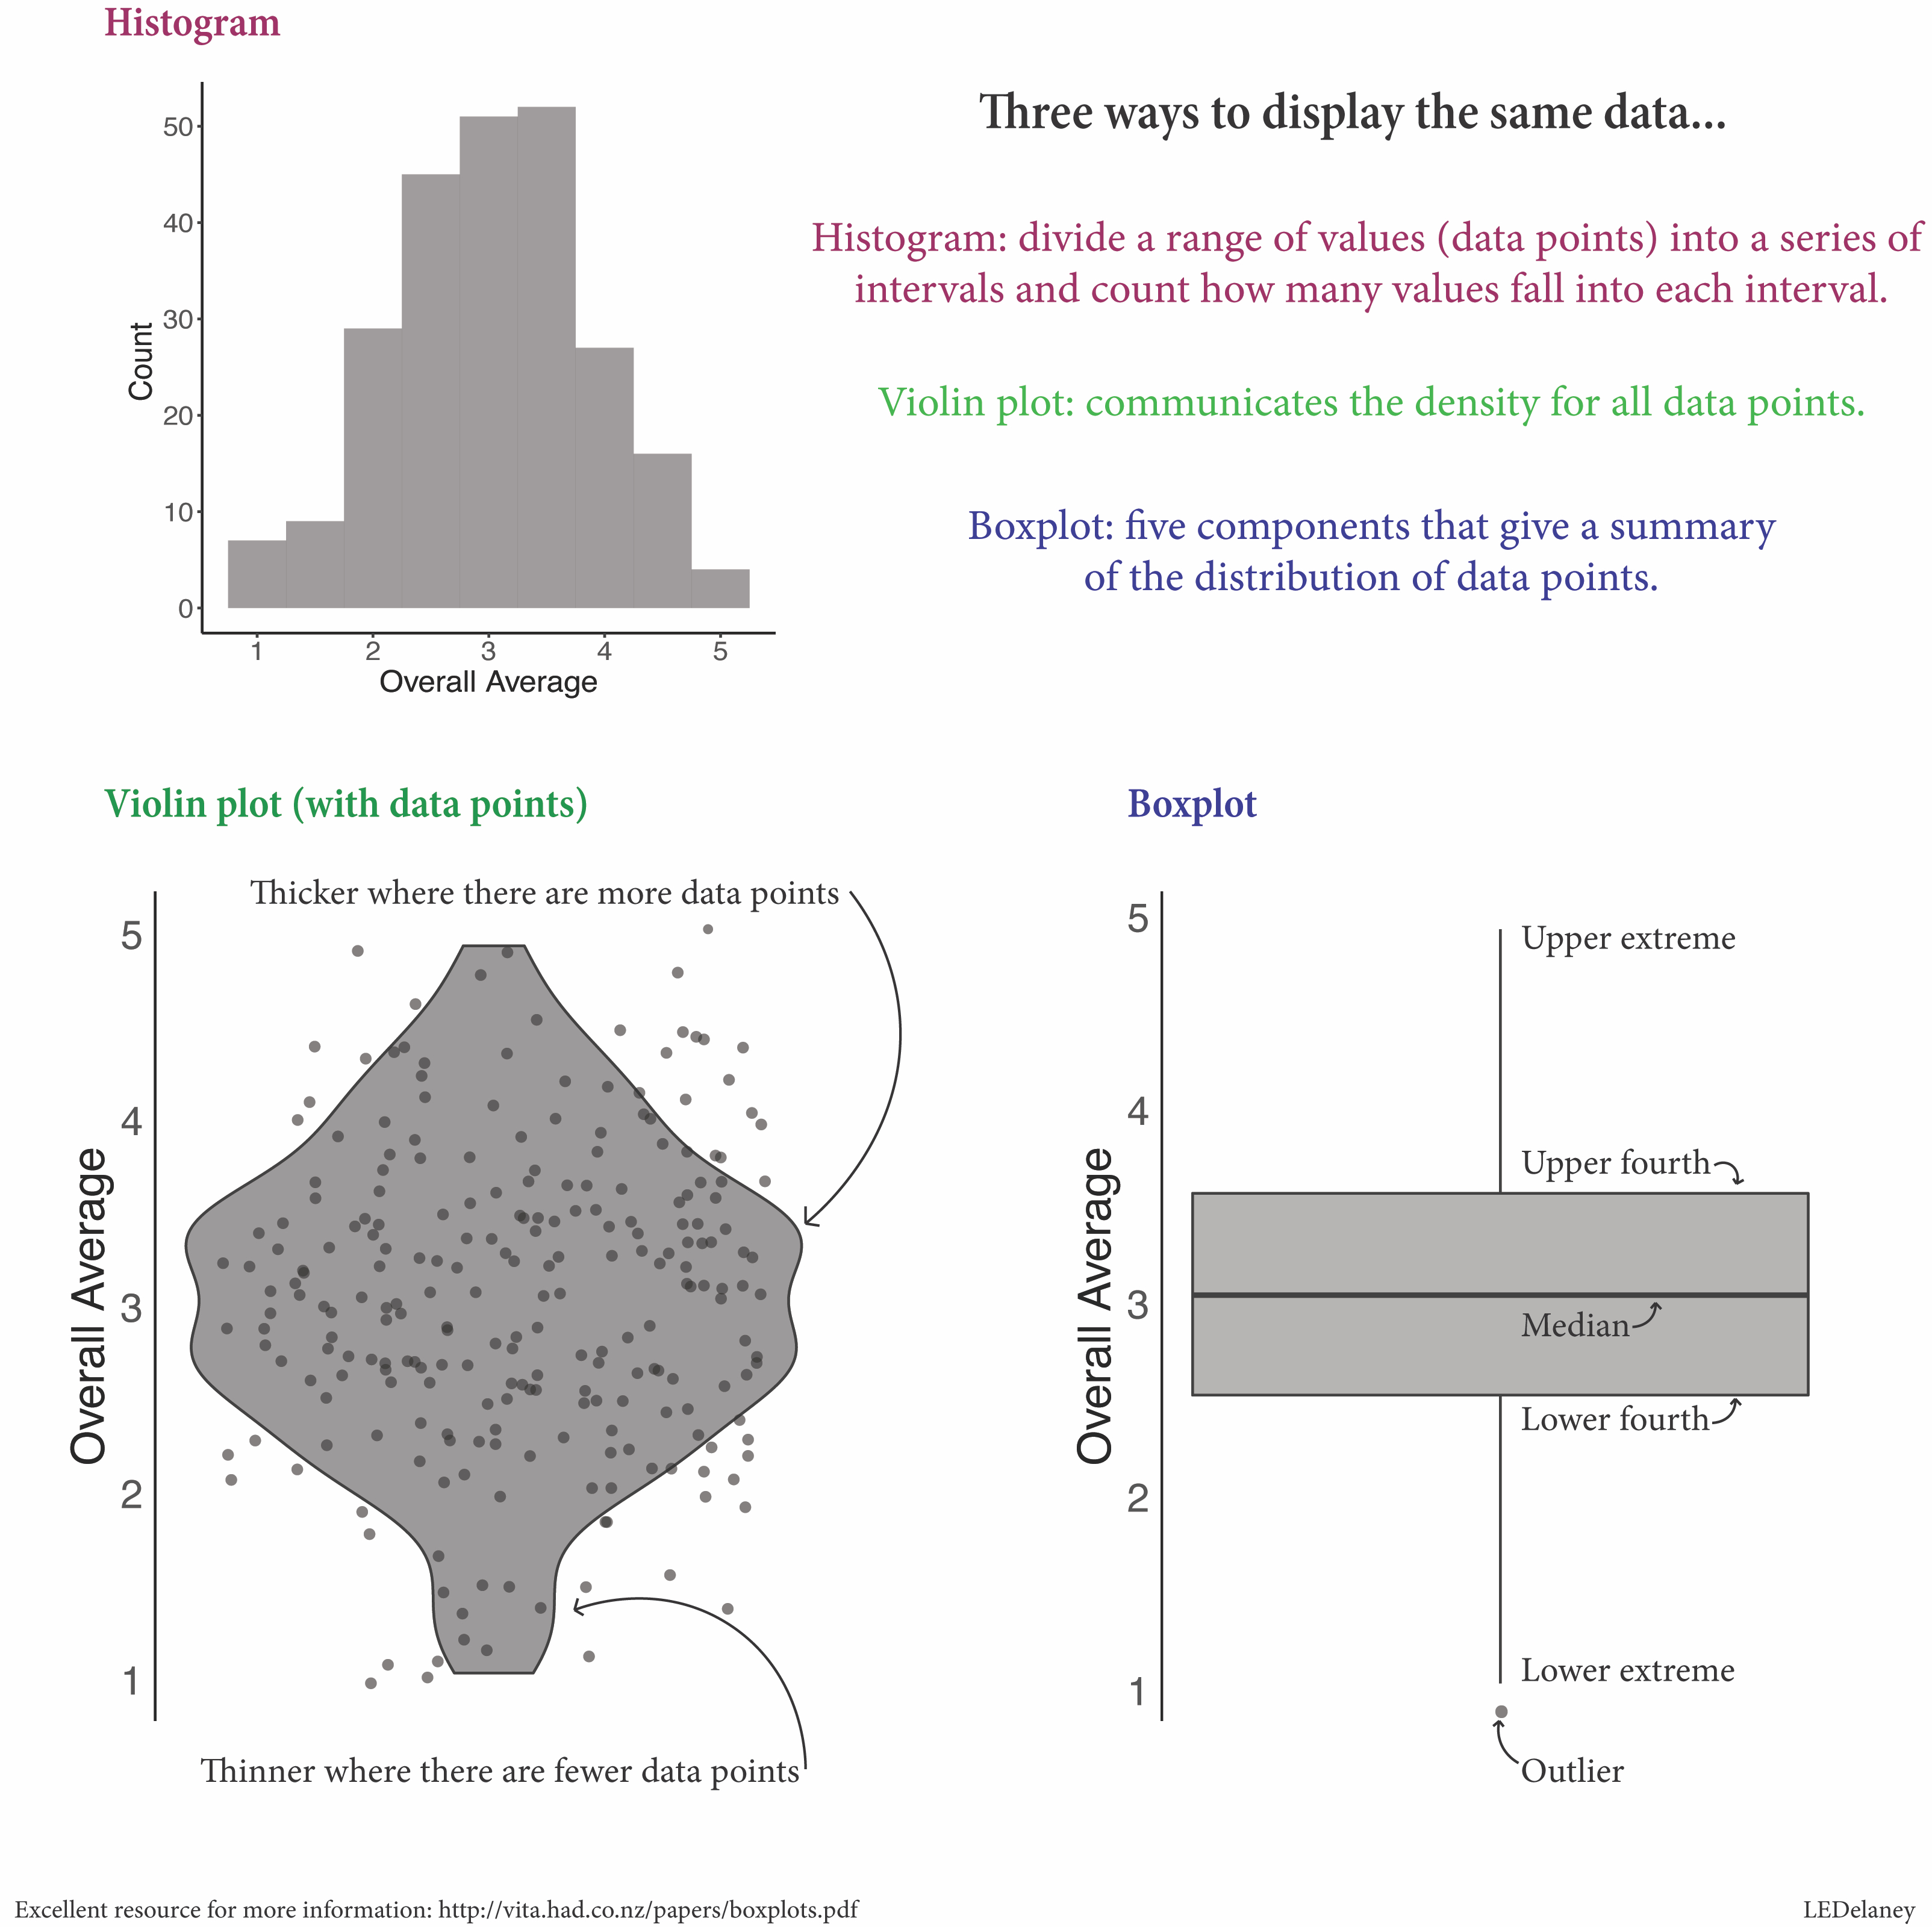 Histogram
50
40
30
20
10
0
Count
1 2 3 4 5
Overall Average
Three ways to display the same data...
Histogram: divide a range of values (data points) into a series of
intervals and count how many values fall into each interval.
Violin plot: communicates the density for all data points.
Boxplot: five components that give a summary
of the distribution of data points.
Violin plot (with data points)
Thicker where there are more data points
5
4
3
2
1
Overall Average
Thinner where there are fewer data points
Boxplot
5
4
3
2
1
Overall Average
Upper extreme
Upper fourth
Median
Lower fourth
Lower extreme
Outlier
Excellent resource for more information: http://vita.had.co.nz/papers/boxplots.pdf
LEDelaney